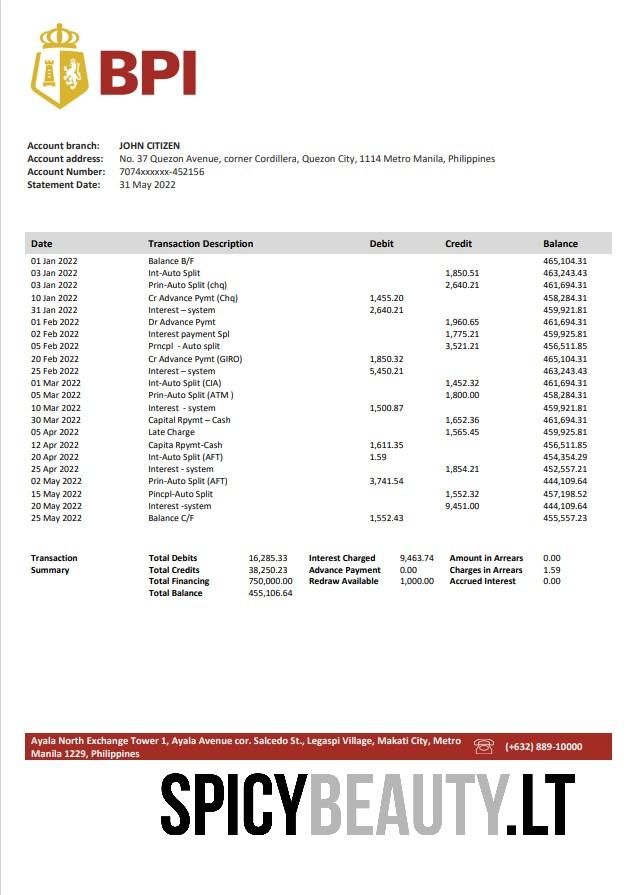 BPI
Account branch: JOHN CITIZEN
Account address: No. 37 Quezon Avenue, corner Cordillera, Quezon City, 1114 Metro Manila, Philippines
Account Number: 7074xxxxxx-452156
Statement Date: 31 May 2022
Date Transaction Description Debit Credit Balance
01 Jan 2022 Balance B/F 465,104.31
03 Jan 2022 Int-Auto Split 1,850.51 463,243.43
03 Jan 2022 Prin-Auto Split (chq) 2,640.21 461,694.31
10 Jan 2022 Cr Advance Pymt (Chq) 1,455.20 458,284.31
31 Jan 2022 Interest – system 2,640.21 459,921.81
01 Feb 2022 Dr Advance Pymt 1,960.65 461,694.31
02 Feb 2022 Interest payment Spl 1,775.21 459,925.81
05 Feb 2022 Prncpl - Auto split 3,521.21 456,511.85
20 Feb 2022 Cr Advance Pymt (GIRO) 1,850.32 465,104.31
25 Feb 2022 Interest – system 5,450.21 463,243.43
01 Mar 2022 Int-Auto Split (CIA) 1,452.32 461,694.31
05 Mar 2022 Prin-Auto Split (ATM ) 1,800.00 458,284.31
10 Mar 2022 Interest - system 1,500.87 459,921.81
30 Mar 2022 Capital Rpymt – Cash 1,652.36 461,694.31
05 Apr 2022 Late Charge 1,565.45 459,925.81
12 Apr 2022 Capita Rpymt-Cash 1,611.35 456,511.85
20 Apr 2022 Int-Auto Split (AFT) 1.59 454,354.29
25 Apr 2022 Interest - system 1,854.21 452,557.21
02 May 2022 Prin-Auto Split (AFT) 3,741.54 444,109.64
15 May 2022 Pincpl-Auto Split 1,552.32 457,198.52
20 May 2022 Interest -system 9,451.00 444,109.64
25 May 2022 Balance C/F 1,552.43 455,557.23
Transaction Total Debits 16,285.33 Interest Charged 9,463.74 Amount in Arrears 0.00
Summary Total Credits 38,250.23 Advance Payment 0.00 Charges in Arrears 1.59
Total Financing 750,000.00 Redraw Available 1,000.00 Accrued Interest 0.00
Total Balance 455,106.64
Ayala North Exchange Tower 1, Ayala Avenue cor. Salcedo St., Legaspi Village, Makati City, Metro
Manila 1229, Philippines
(+632) 889-10000
SPICYBEAUTY.LT